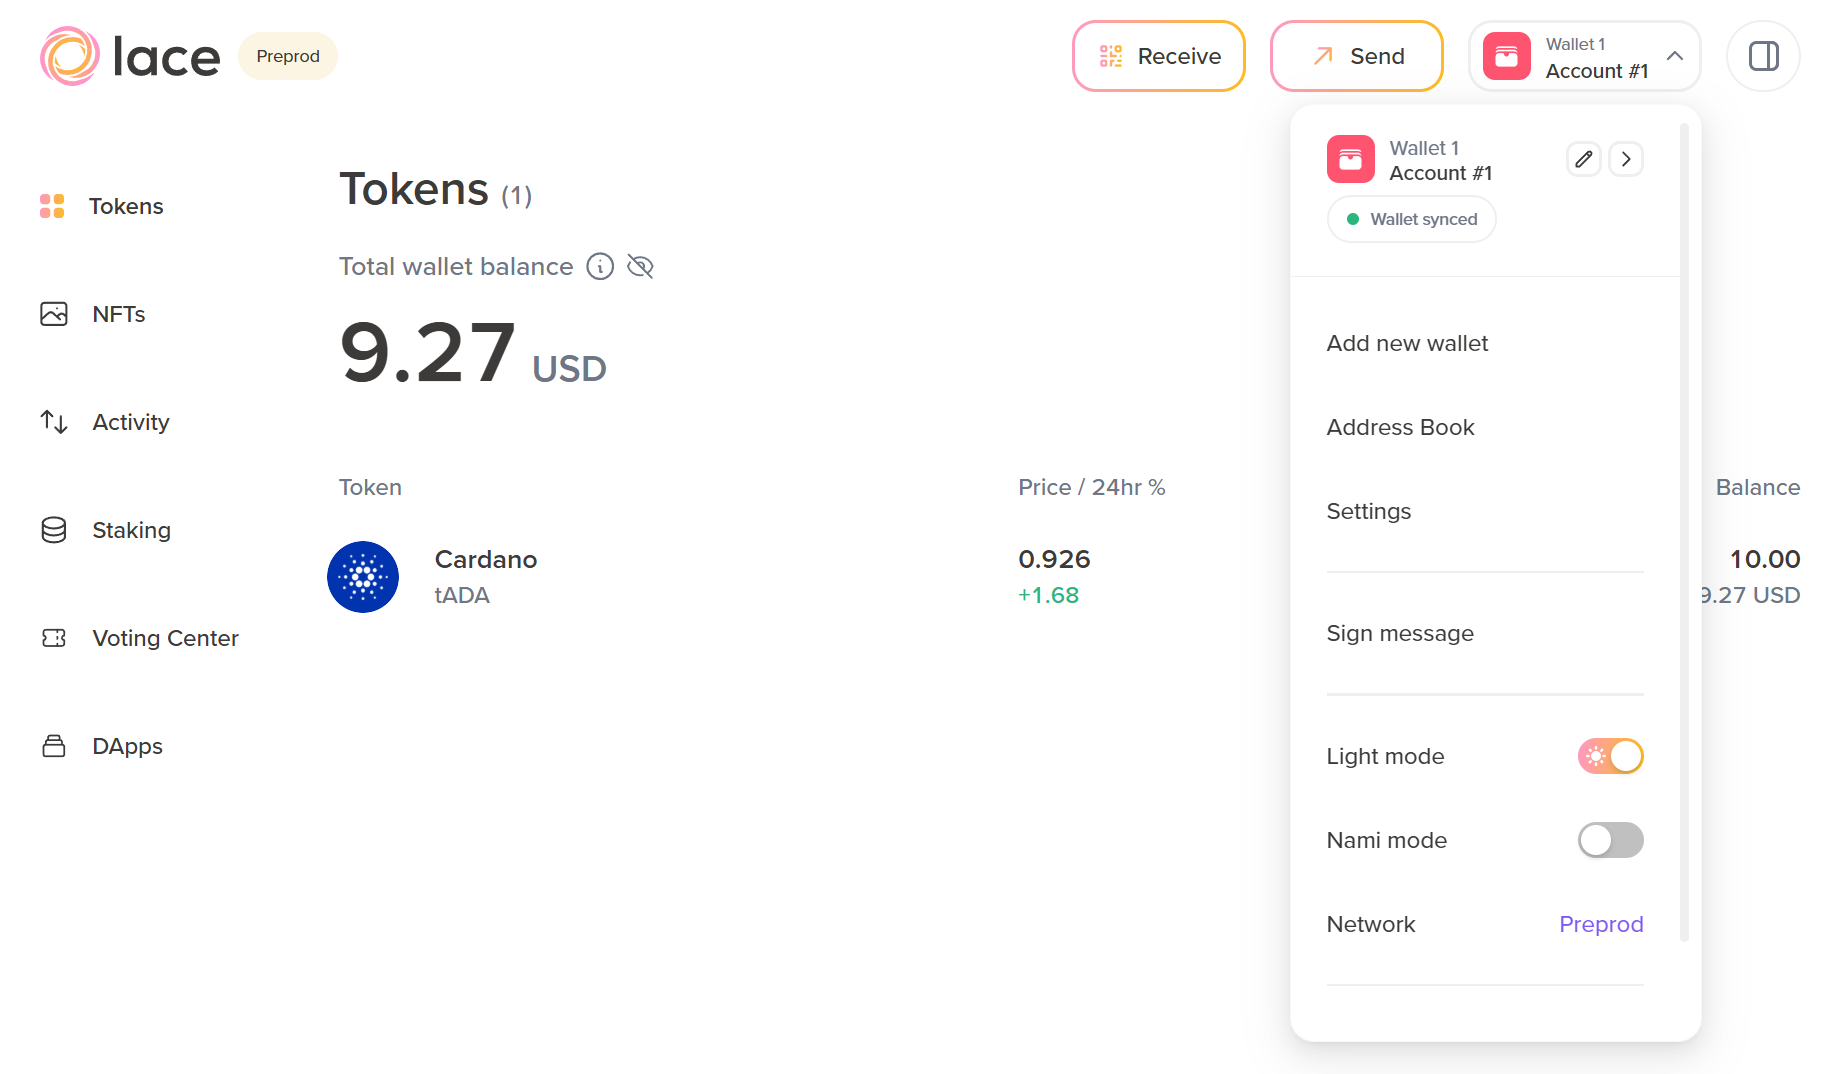 lace
Preprod
Receive
Send
Wallet 1
Account #1
Tokens
NFTs
Activity
Staking
Voting Center
DApps
Tokens (1)
Total wallet balance
9.27 USD
Token
Price / 24hr %
Balance
Cardano
tADA
0.926
+1.68
10.00
9.27 USD
Wallet 1
Account #1
Wallet synced
Add new wallet
Address Book
Settings
Sign message
Light mode
Nami mode
Network
Preprod